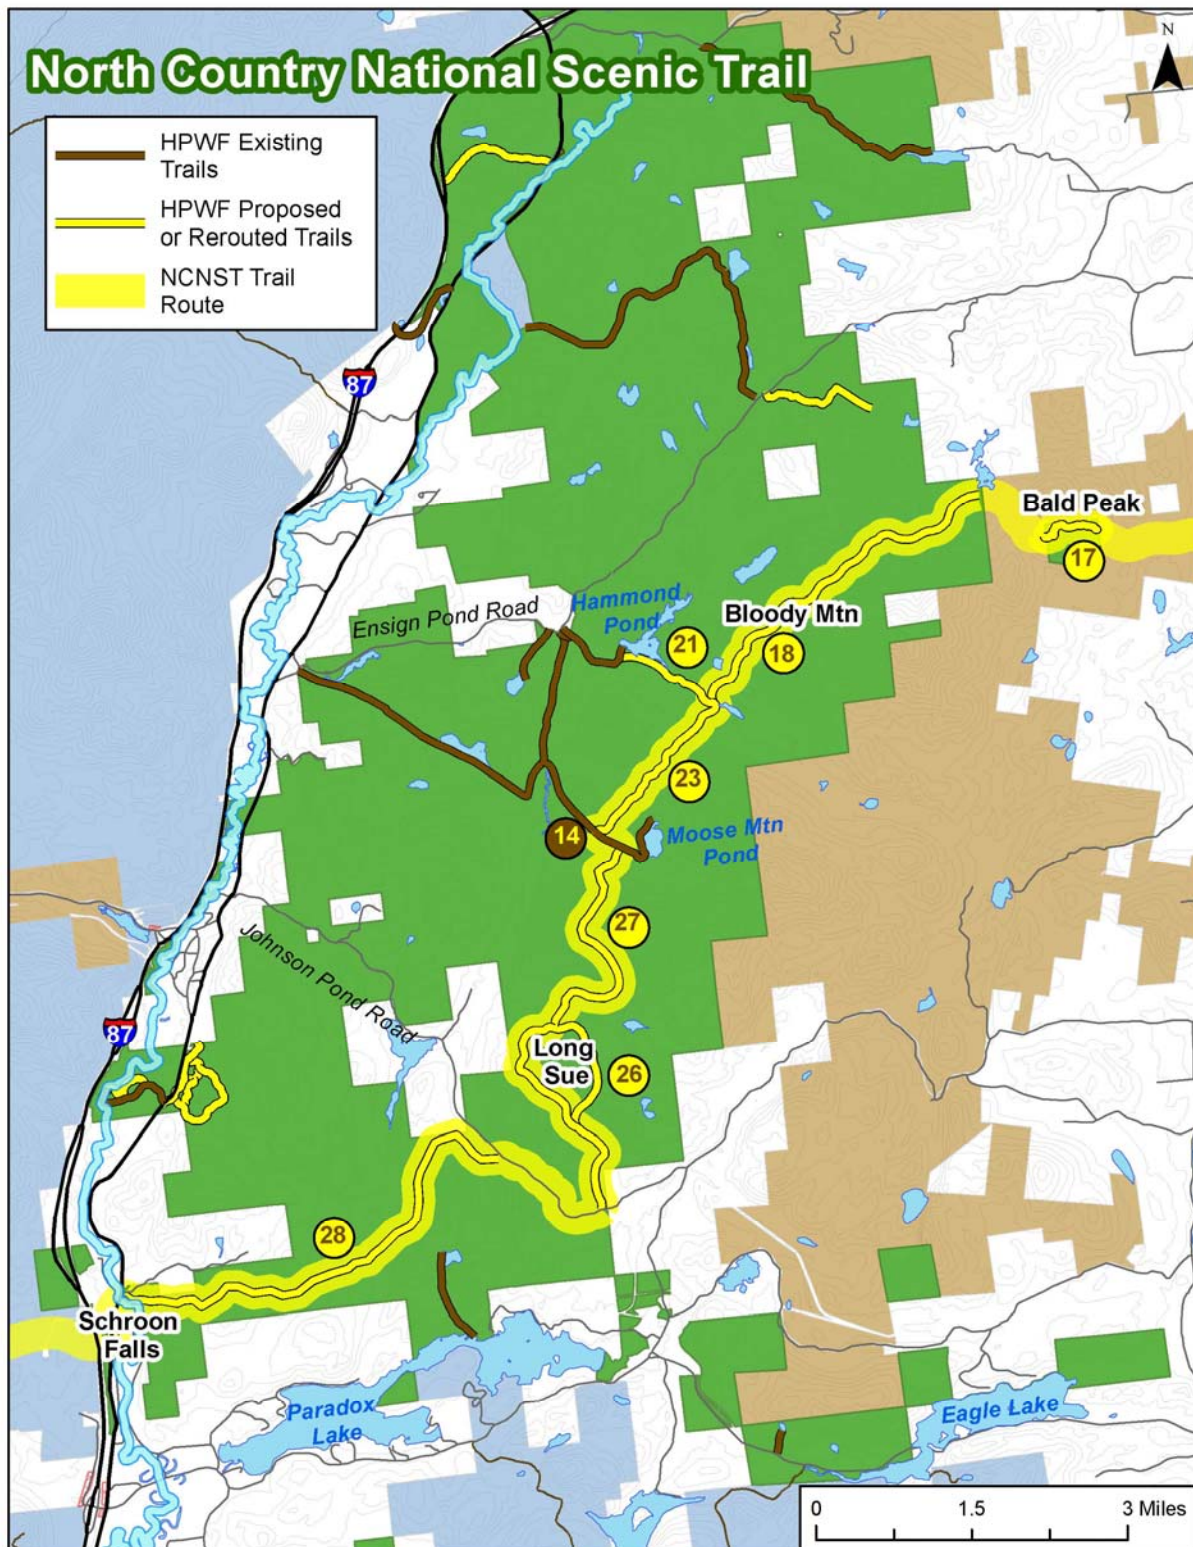 North Country National Scenic Trail
N
HPWF Existing
Trails
HPWF Proposed
or Rerouted Trails
NCNST Trail
Route
87
Bald Peak
17
Ensign Pond Road
Hammond
Pond
Bloody Mtn
21
18
23
14
Moose Mtn
Pond
27
Johnson Pond Road
87
Long
Sue
26
28
Schroon
Falls
Paradox
Lake
Eagle Lake
0 1.5 3 Miles